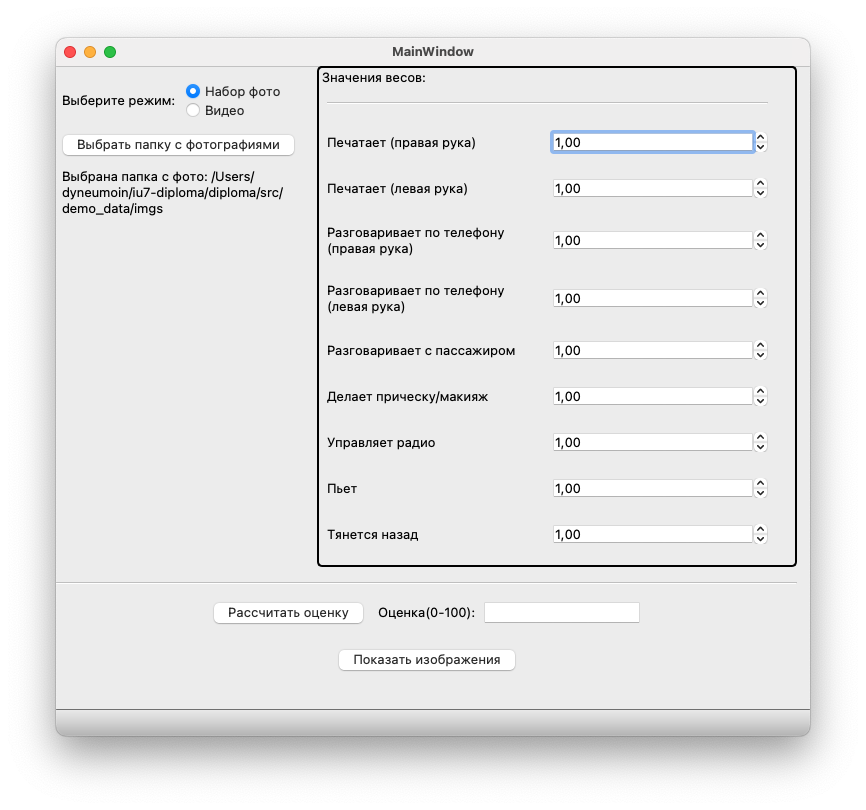 MainWindow
Выберите режим:
Набор фото
Видео
Выбрать папку с фотографиями
Выбрана папка с фото: /Users/
dyneumoin/iu7-diploma/diploma/src/
demo_data/imgs
Значения весов:
Печатает (правая рука)
1,00
Печатает (левая рука)
1,00
Разговаривает по телефону
(правая рука)
1,00
Разговаривает по телефону
(левая рука)
1,00
Разговаривает с пассажиром
1,00
Делает прическу/макияж
1,00
Управляет радио
1,00
Пьет
1,00
Тянется назад
1,00
Рассчитать оценку
Оценка(0-100):
Показать изображения